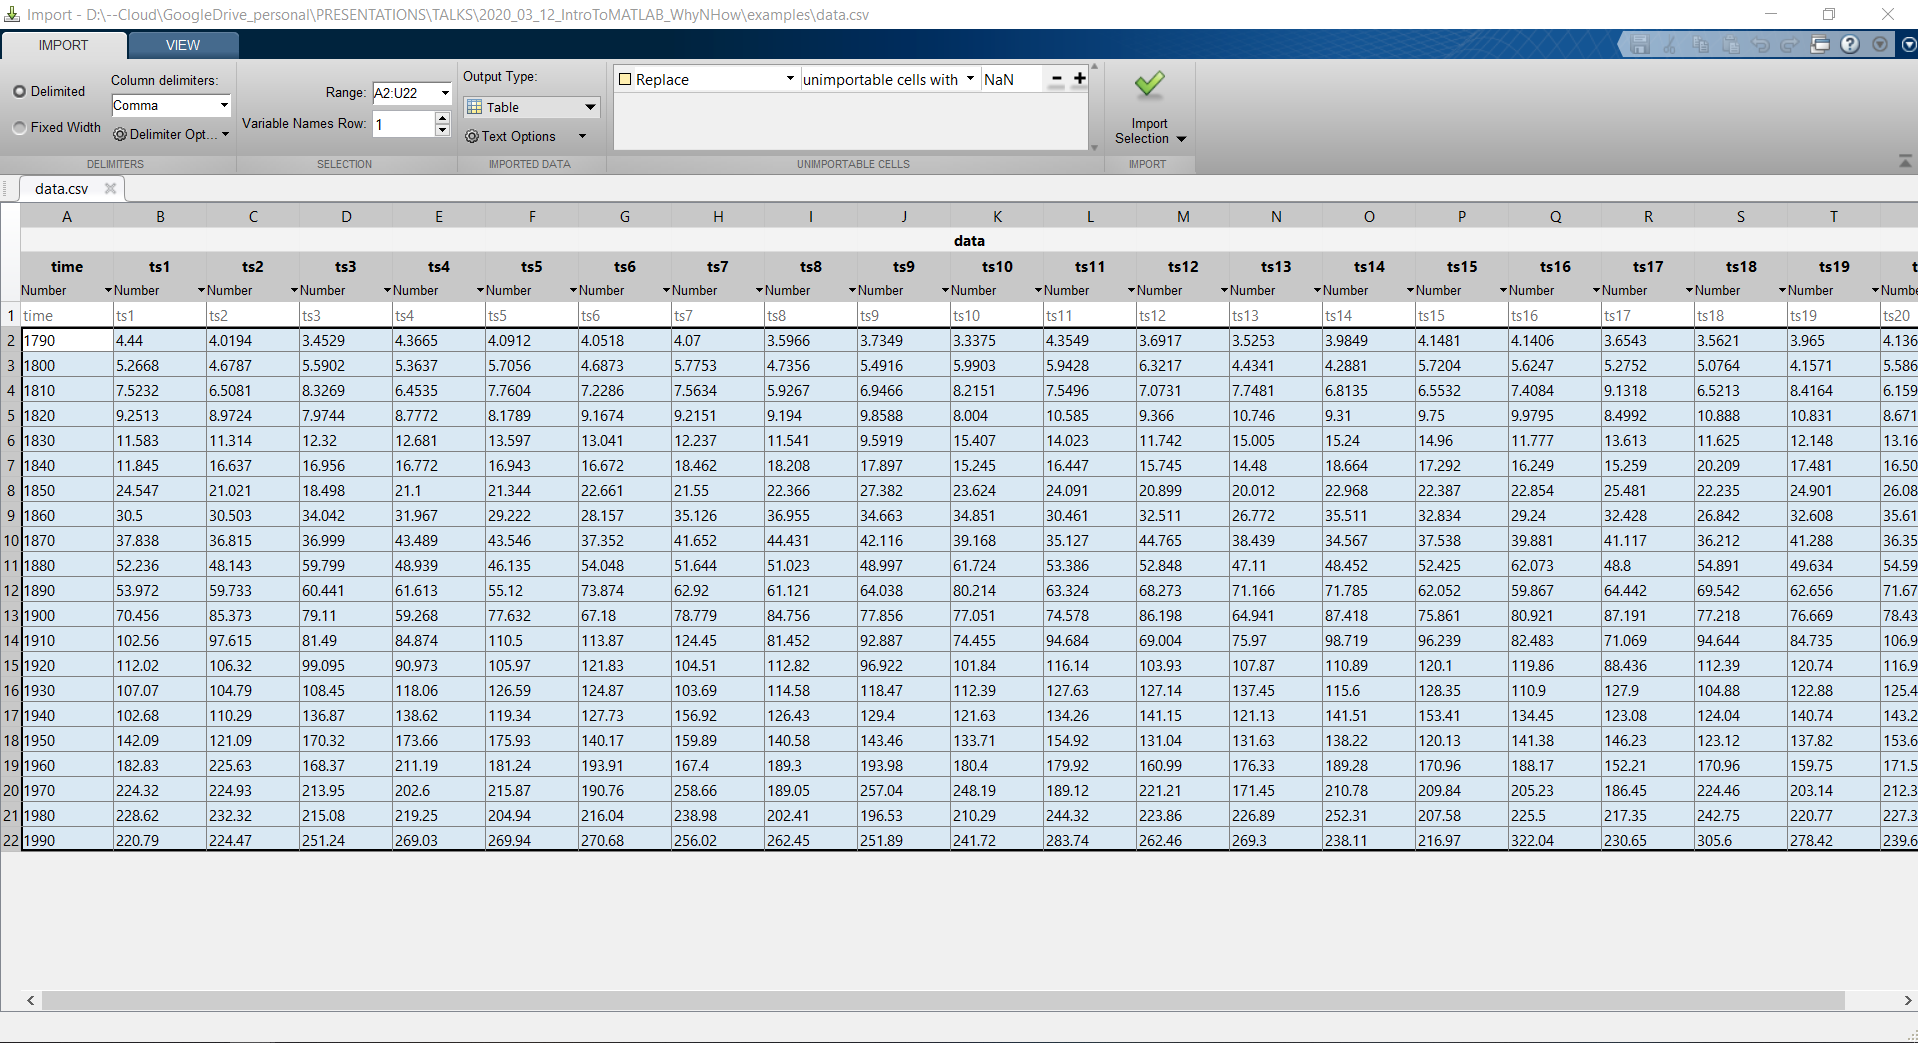 Import - D:\--Cloud\GoogleDrive_personal\PRESENTATIONS\TALKS\2020_03_12_IntroToMATLAB_WhyNHow\examples\data.csv
IMPORT VIEW
Delimited Column delimiters: Comma Delimiter Opt...
Fixed Width
Range: A2:U22
Variable Names Row: 1
Output Type:
Table
Text Options
Replace unimportable cells with NaN
Import
Selection
DELIMITERS SELECTION IMPORTED DATA UNIMPORTABLE CELLS IMPORT
data.csv
A B C D E F G H I J K L M N O P Q R S T
data
time ts1 ts2 ts3 ts4 ts5 ts6 ts7 ts8 ts9 ts10 ts11 ts12 ts13 ts14 ts15 ts16 ts17 ts18 ts19 t
Number Number Number Number Number Number Number Number Number Number Number Number Number Number Number Number Number Number Number Number Numbe
1 time ts1 ts2 ts3 ts4 ts5 ts6 ts7 ts8 ts9 ts10 ts11 ts12 ts13 ts14 ts15 ts16 ts17 ts18 ts19 ts20
2 1790 4.44 4.0194 3.4529 4.3665 4.0912 4.0518 4.07 3.5966 3.7349 3.3375 4.3549 3.6917 3.5253 3.9849 4.1481 4.1406 3.6543 3.5621 3.965 4.136
3 1800 5.2668 4.6787 5.5902 5.3637 5.7056 4.6873 5.7753 4.7356 5.4916 5.9903 5.9428 6.3217 4.4341 4.2881 5.7204 5.6247 5.2752 5.0764 4.1571 5.586
4 1810 7.5232 6.5081 8.3269 6.4535 7.7604 7.2286 7.5634 5.9267 6.9466 8.2151 7.5496 7.0731 7.7481 6.8135 6.5532 7.4084 9.1318 6.5213 8.4164 6.159
5 1820 9.2513 8.9724 7.9744 8.7772 8.1789 9.1674 9.2151 9.194 9.8588 8.004 10.585 9.366 10.746 9.31 9.75 9.9795 8.4992 10.888 10.831 8.671
6 1830 11.583 11.314 12.32 12.681 13.597 13.041 12.237 11.541 9.5919 15.407 14.023 11.742 15.005 15.24 14.96 11.777 13.613 11.625 12.148 13.16
7 1840 11.845 16.637 16.956 16.772 16.943 16.672 18.462 18.208 17.897 15.245 16.447 15.745 14.48 18.664 17.292 16.249 15.259 20.209 17.481 16.50
8 1850 24.547 21.021 18.498 21.1 21.344 22.661 21.55 22.366 27.382 23.624 24.091 20.899 20.012 22.968 22.387 22.854 25.481 22.235 24.901 26.08
9 1860 30.5 30.503 34.042 31.967 29.222 28.157 35.126 36.955 34.663 34.851 30.461 32.511 26.772 35.511 32.834 29.24 32.428 26.842 32.608 35.61
10 1870 37.838 36.815 36.999 43.489 43.546 37.352 41.652 44.431 42.116 39.168 35.127 44.765 38.439 34.567 37.538 39.881 41.117 36.212 41.288 36.35
11 1880 52.236 48.143 59.799 48.939 46.135 54.048 51.644 51.023 48.997 61.724 53.386 52.848 47.11 48.452 52.425 62.073 48.8 54.891 49.634 54.59
12 1890 53.972 59.733 60.441 61.613 55.12 73.874 62.92 61.121 64.038 80.214 63.324 68.273 71.166 71.785 62.052 59.867 64.442 69.542 62.656 71.67
13 1900 70.456 85.373 79.11 59.268 77.632 67.18 78.779 84.756 77.856 77.051 74.578 86.198 64.941 87.418 75.861 80.921 87.191 77.218 76.669 78.43
14 1910 102.56 97.615 81.49 84.874 110.5 113.87 124.45 81.452 92.887 74.455 94.684 69.004 75.97 98.719 96.239 82.483 71.069 94.644 84.735 106.9
15 1920 112.02 106.32 99.095 90.973 105.97 121.83 104.51 112.82 96.922 101.84 116.14 103.93 107.87 110.89 120.1 119.86 88.436 112.39 120.74 116.9
16 1930 107.07 104.79 108.45 118.06 126.59 124.87 103.69 114.58 118.47 112.39 127.63 127.14 137.45 115.6 128.35 110.9 127.9 104.88 122.88 125.4
17 1940 102.68 110.29 136.87 138.62 119.34 127.73 156.92 126.43 129.4 121.63 134.26 141.15 121.13 141.51 153.41 134.45 123.08 124.04 140.74 143.2
18 1950 142.09 121.09 170.32 173.66 175.93 140.17 159.89 140.58 143.46 133.71 154.92 131.04 131.63 138.22 120.13 141.38 146.23 123.12 137.82 153.6
19 1960 182.83 225.63 168.37 211.19 181.24 193.91 167.4 189.3 193.98 180.4 179.92 160.99 176.33 189.28 170.96 188.17 152.21 170.96 159.75 171.5
20 1970 224.32 224.93 213.95 202.6 215.87 190.76 258.66 189.05 257.04 248.19 189.12 221.21 171.45 210.78 209.84 205.23 186.45 224.46 203.14 212.3
21 1980 228.62 232.32 215.08 219.25 204.94 216.04 238.98 202.41 196.53 210.29 244.32 223.86 226.89 252.31 207.58 225.5 217.35 242.75 220.77 227.3
22 1990 220.79 224.47 251.24 269.03 269.94 270.68 256.02 262.45 251.89 241.72 283.74 262.46 269.3 238.11 216.97 322.04 230.65 305.6 278.42 239.6